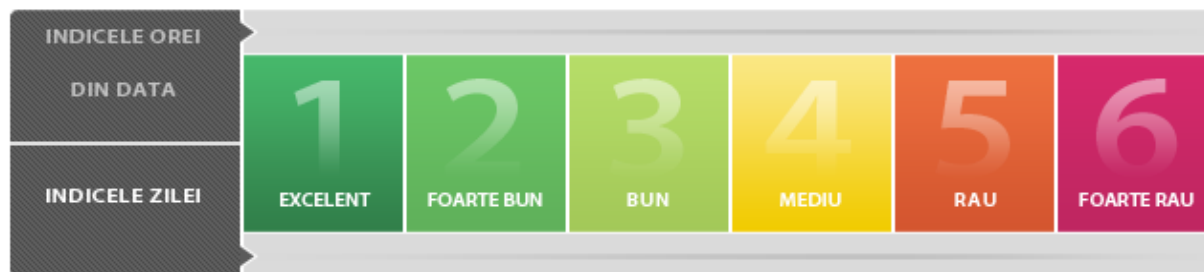 INDICELE OREI
DIN DATA
INDICELE ZILEI
1
EXCELENT
2
FOARTE BUN
3
BUN
4
MEDIU
5
RAU
6
FOARTE RAU